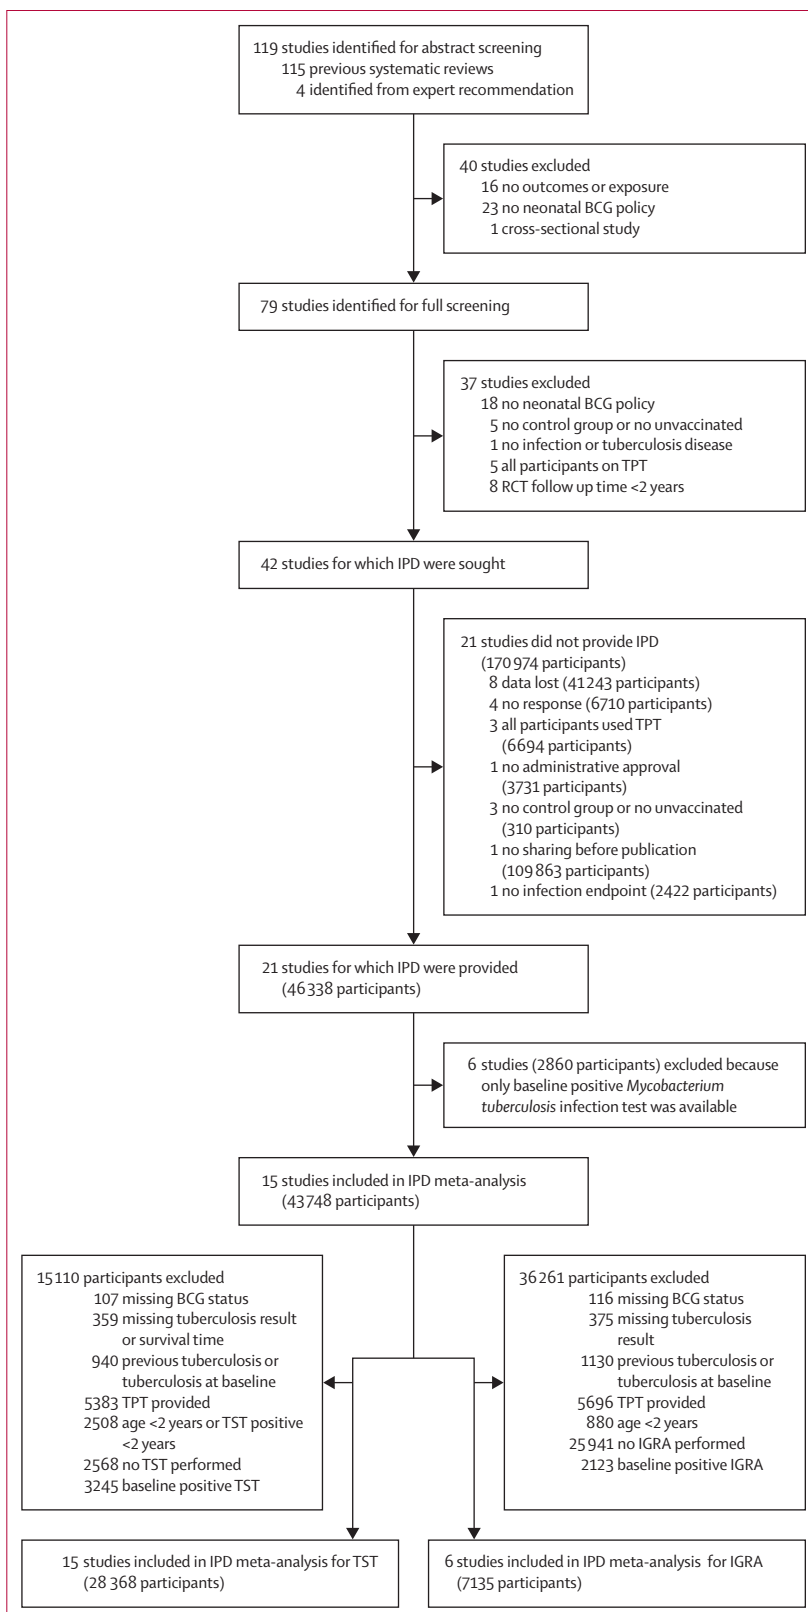 119 studies identified for abstract screening
115 previous systematic reviews
4 identified from expert recommendation
40 studies excluded
16 no outcomes or exposure
23 no neonatal BCG policy
1 cross-sectional study
79 studies identified for full screening
37 studies excluded
18 no neonatal BCG policy
5 no control group or no unvaccinated
1 no infection or tuberculosis disease
5 all participants on TPT
8 RCT follow up time <2 years
42 studies for which IPD were sought
21 studies did not provide IPD
(170 974 participants)
8 data lost (41 243 participants)
4 no response (6710 participants)
3 all participants used TPT
(6694 participants)
1 no administrative approval
(3731 participants)
3 no control group or no unvaccinated
(310 participants)
1 no sharing before publication
(109 863 participants)
1 no infection endpoint (2422 participants)
21 studies for which IPD were provided
(46 338 participants)
6 studies (2860 participants) excluded because
only baseline positive Mycobacterium
tuberculosis infection test was available
15 studies included in IPD meta-analysis
(43 748 participants)
15 110 participants excluded
107 missing BCG status
359 missing tuberculosis result
or survival time
940 previous tuberculosis or
tuberculosis at baseline
5383 TPT provided
2508 age <2 years or TST positive
<2 years
2568 no TST performed
3245 baseline positive TST
36 261 participants excluded
116 missing BCG status
375 missing tuberculosis
result
1130 previous tuberculosis or
tuberculosis at baseline
5696 TPT provided
880 age <2 years
25 941 no IGRA performed
2123 baseline positive IGRA
15 studies included in IPD meta-analysis for TST
(28 368 participants)
6 studies included in IPD meta-analysis for IGRA
(7135 participants)